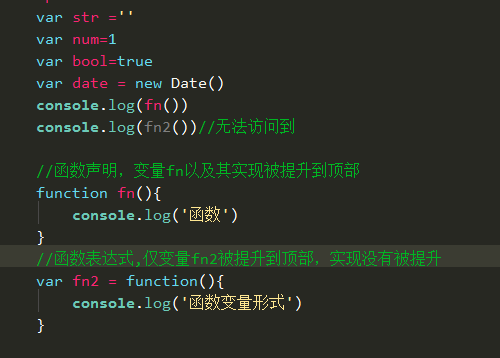 var str =''
var num=1
var bool=true
var date = new Date()
console.log(fn())
console.log(fn2())//无法访问到
//函数声明，变量fn以及其实现被提升到顶部
function fn(){
console.log('函数')
}
//函数表达式,仅变量fn2被提升到顶部，实现没有被提升
var fn2 = function(){
console.log('函数变量形式')
}